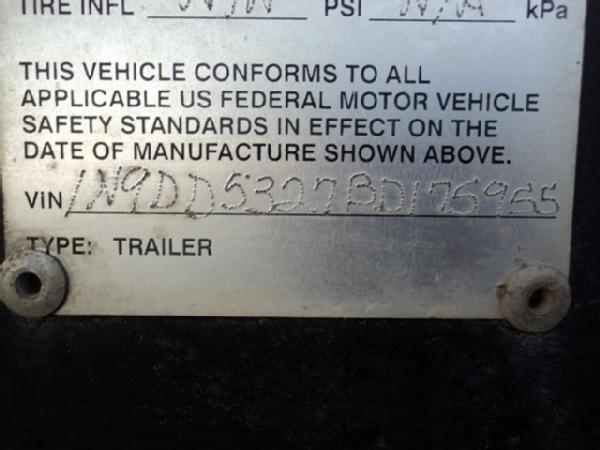 TIRE INFL N/A PSI N/A kPa
THIS VEHICLE CONFORMS TO ALL
APPLICABLE US FEDERAL MOTOR VEHICLE
SAFETY STANDARDS IN EFFECT ON THE
DATE OF MANUFACTURE SHOWN ABOVE.
VIN 1N9DD5327BD175955
TYPE: TRAILER